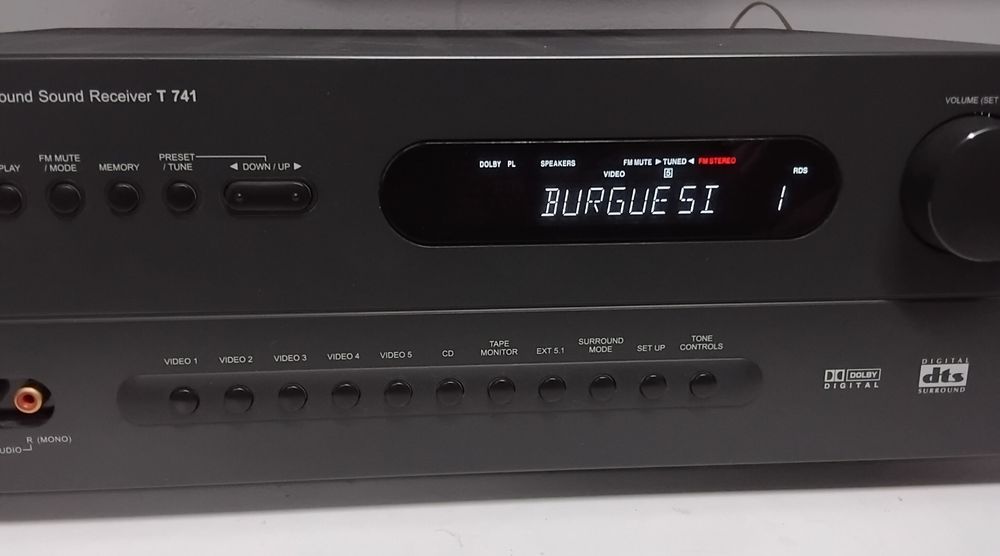 ound Sound Receiver T 741
VOLUME (SET
PLAY
FM MUTE
/ MODE
MEMORY
PRESET
/ TUNE
◄ DOWN / UP ►
DOLBY PL SPEAKERS FM MUTE ►TUNED◄ FM STEREO
VIDEO 5 RDS
BURGUESI 1
VIDEO 1
VIDEO 2
VIDEO 3
VIDEO 4
VIDEO 5
CD
TAPE
MONITOR
EXT 5.1
SURROUND
MODE
SET UP
TONE
CONTROLS
DOLBY
DIGITAL
DIGITAL
dts
SURROUND
UDIO
R (MONO)